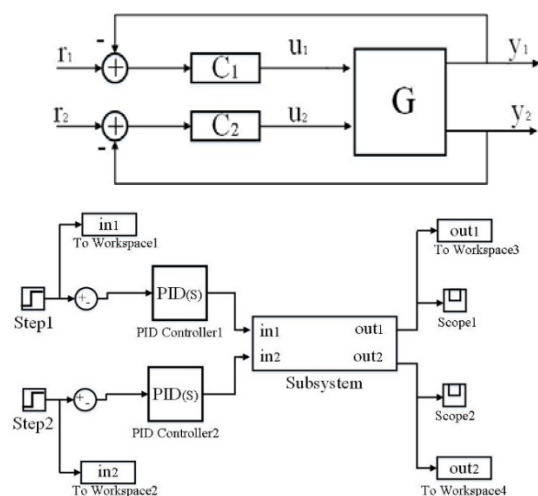 -
r1 + C1 u1 y1
G
r2 + C2 u2 y2
-
in1
To Workspace1
out1
To Workspace3
PID(S)
Step1
+-
PID Controller1
Scope1
in1 out1
in2 out2
Subsystem
PID(S)
Step2
+-
PID Controller2
Scope2
in2
To Workspace2
out2
To Workspace4